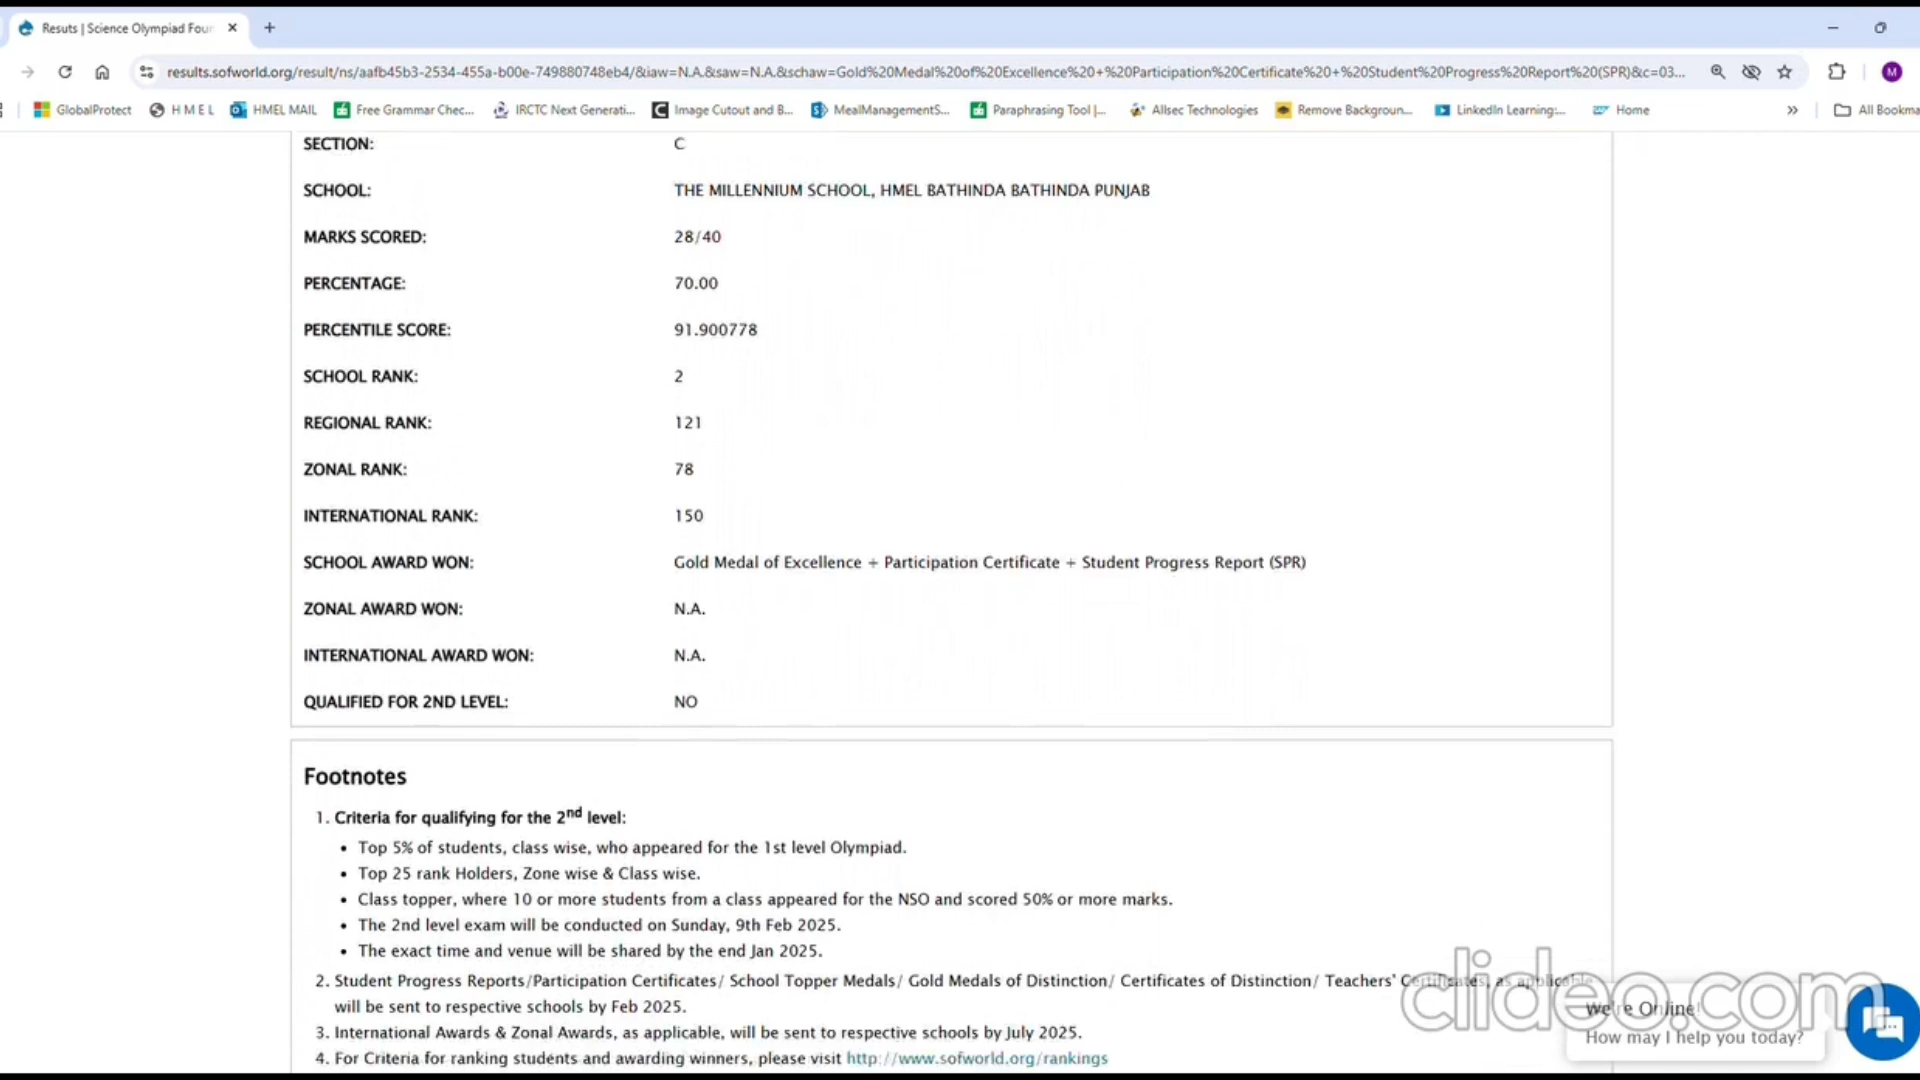 Resuts | Science Olympiad Foun
results.sofworld.org/result/ns/aafb45b3-2534-455a-b00e-749880748eb4/&iaw=N.A.&saw=N.A.&schaw=Gold%20Medal%20of%20Excellence%20+%20Participation%20Certificate%20+%20Student%20Progress%20Report%20(SPR)&c=03...
M
GlobalProtect H M E L HMEL MAIL Free Grammar Chec... IRCTC Next Generati... Image Cutout and B... MealManagementS... Paraphrasing Tool |... Allsec Technologies Remove Backgroun... LinkedIn Learning:... Home » All Bookma
SECTION: C
SCHOOL: THE MILLENNIUM SCHOOL, HMEL BATHINDA BATHINDA PUNJAB
MARKS SCORED: 28/40
PERCENTAGE: 70.00
PERCENTILE SCORE: 91.900778
SCHOOL RANK: 2
REGIONAL RANK: 121
ZONAL RANK: 78
INTERNATIONAL RANK: 150
SCHOOL AWARD WON: Gold Medal of Excellence + Participation Certificate + Student Progress Report (SPR)
ZONAL AWARD WON: N.A.
INTERNATIONAL AWARD WON: N.A.
QUALIFIED FOR 2ND LEVEL: NO
Footnotes
1. Criteria for qualifying for the 2nd level:
• Top 5% of students, class wise, who appeared for the 1st level Olympiad.
• Top 25 rank Holders, Zone wise & Class wise.
• Class topper, where 10 or more students from a class appeared for the NSO and scored 50% or more marks.
• The 2nd level exam will be conducted on Sunday, 9th Feb 2025.
• The exact time and venue will be shared by the end Jan 2025.
2. Student Progress Reports/Participation Certificates/ School Topper Medals/ Gold Medals of Distinction/ Certificates of Distinction/ Teachers' Certificates, as applicable
will be sent to respective schools by Feb 2025.
3. International Awards & Zonal Awards, as applicable, will be sent to respective schools by July 2025.
4. For Criteria for ranking students and awarding winners, please visit http://www.sofworld.org/rankings
clideo.com
We're Online!
How may I help you today?